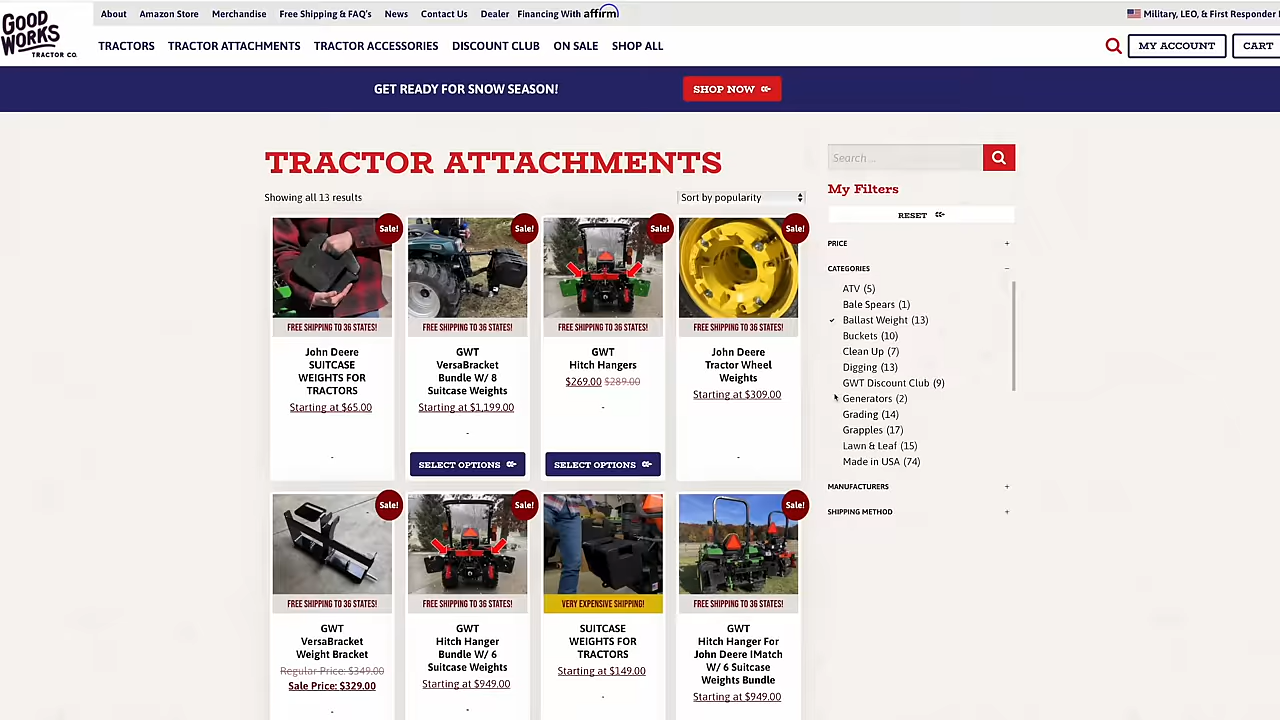 About Amazon Store Merchandise Free Shipping & FAQ's News Contact Us Dealer Financing With affirm
Military, LEO, & First Responder
GOOD
WORKS
TRACTOR CO.
TRACTORS TRACTOR ATTACHMENTS TRACTOR ACCESSORIES DISCOUNT CLUB ON SALE SHOP ALL
MY ACCOUNT
CART
GET READY FOR SNOW SEASON!
SHOP NOW
TRACTOR ATTACHMENTS
Showing all 13 results
Sort by popularity
Sale!
FREE SHIPPING TO 36 STATES!
John Deere
SUITCASE
WEIGHTS FOR
TRACTORS
Starting at $65.00
-
Sale!
FREE SHIPPING TO 36 STATES!
GWT
VersaBracket
Bundle W/ 8
Suitcase Weights
Starting at $1,199.00
-
SELECT OPTIONS
Sale!
FREE SHIPPING TO 36 STATES!
GWT
Hitch Hangers
$269.00 $289.00
-
SELECT OPTIONS
Sale!
FREE SHIPPING TO 36 STATES!
John Deere
Tractor Wheel
Weights
Starting at $309.00
-
Sale!
FREE SHIPPING TO 36 STATES!
GWT
VersaBracket
Weight Bracket
Regular Price: $349.00
Sale Price: $329.00
-
Sale!
FREE SHIPPING TO 36 STATES!
GWT
Hitch Hanger
Bundle W/ 6
Suitcase Weights
Starting at $949.00
-
VERY EXPENSIVE SHIPPING!
SUITCASE
WEIGHTS FOR
TRACTORS
Starting at $149.00
-
Sale!
FREE SHIPPING TO 36 STATES!
GWT
Hitch Hanger For
John Deere IMatch
W/ 6 Suitcase
Weights Bundle
Starting at $949.00
Search ...
My Filters
RESET
PRICE +
CATEGORIES −
ATV (5)
Bale Spears (1)
Ballast Weight (13)
Buckets (10)
Clean Up (7)
Digging (13)
GWT Discount Club (9)
Generators (2)
Grading (14)
Grapples (17)
Lawn & Leaf (15)
Made in USA (74)
MANUFACTURERS +
SHIPPING METHOD +